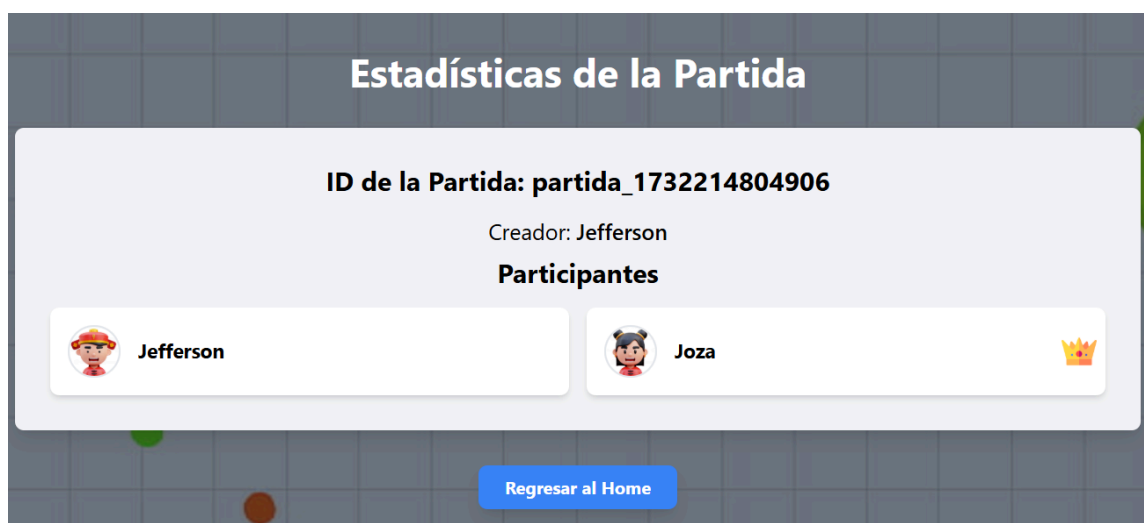 Estadísticas de la Partida
ID de la Partida: partida_1732214804906
Creador: Jefferson
Participantes
Jefferson
Joza
Regresar al Home